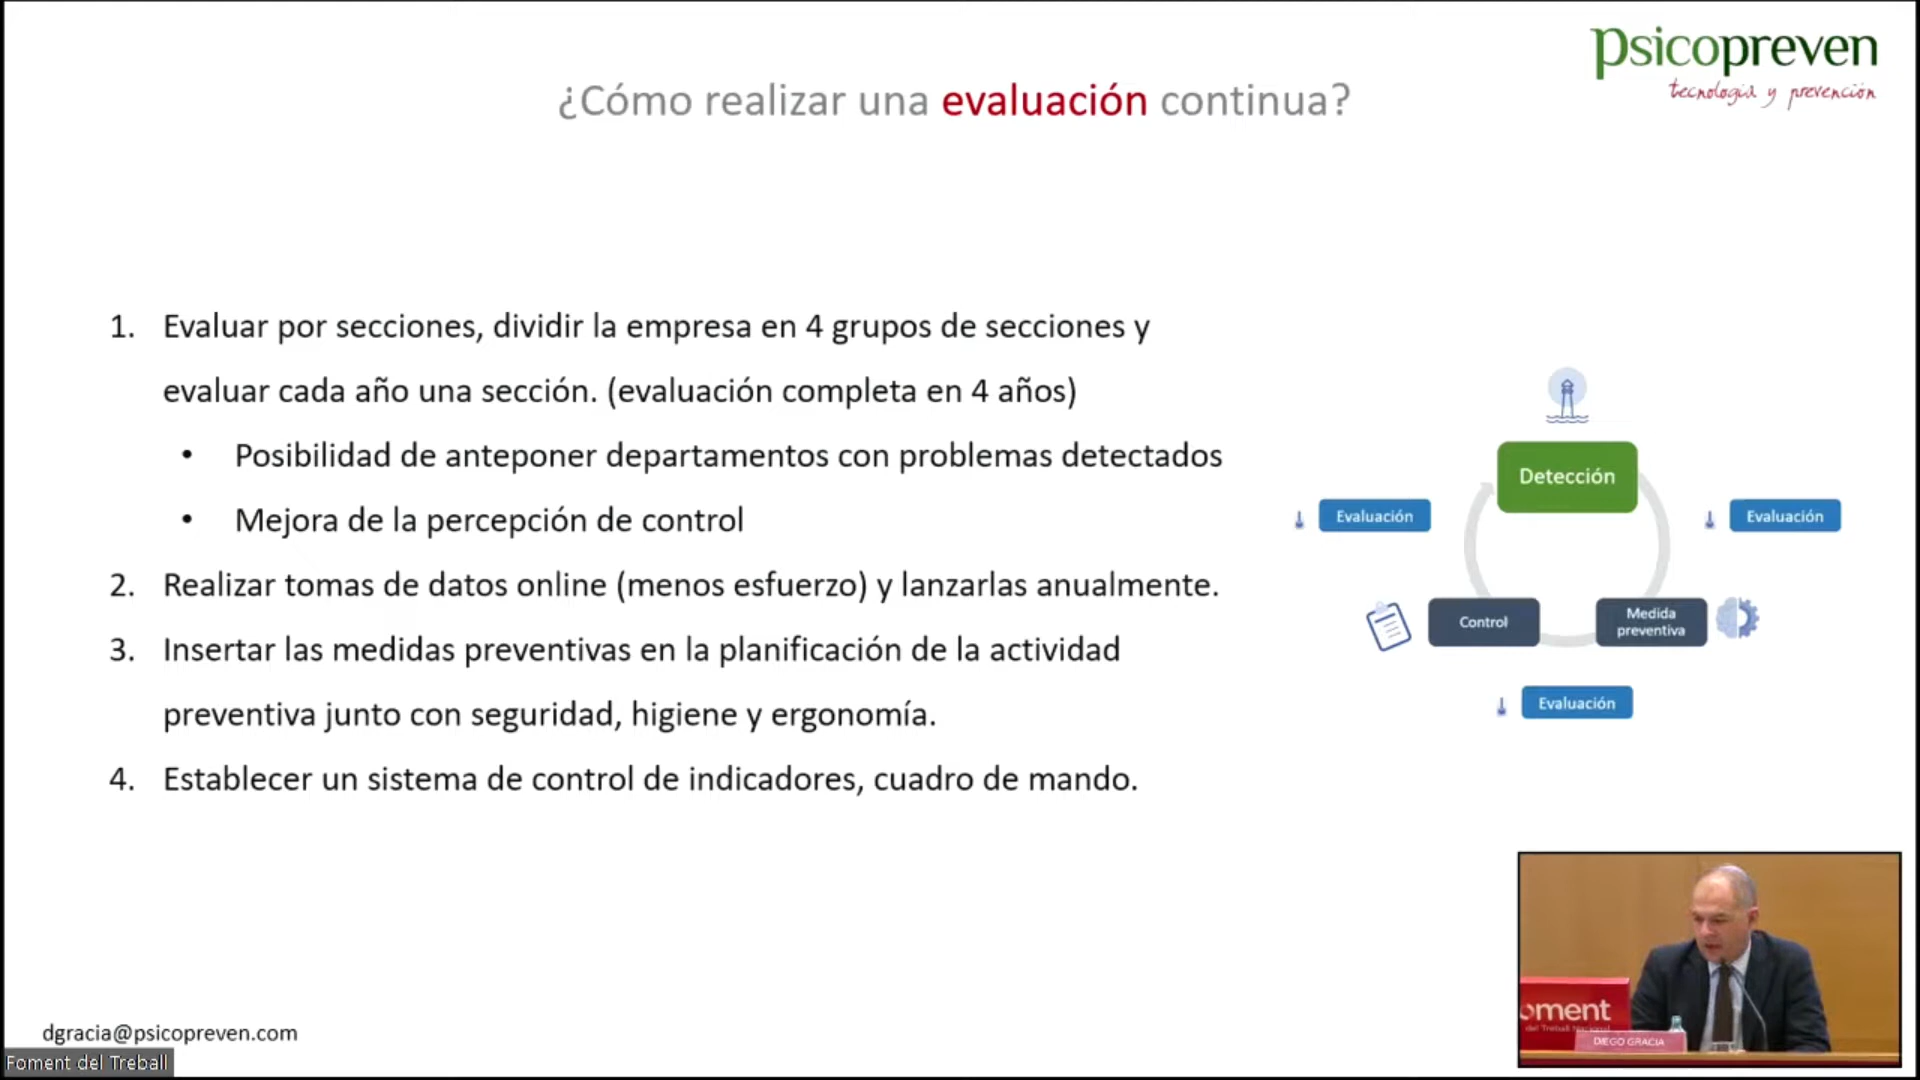 psicopreven
tecnología y prevención
¿Cómo realizar una evaluación continua?
1. Evaluar por secciones, dividir la empresa en 4 grupos de secciones y
evaluar cada año una sección. (evaluación completa en 4 años)
• Posibilidad de anteponer departamentos con problemas detectados
• Mejora de la percepción de control
2. Realizar tomas de datos online (menos esfuerzo) y lanzarlas anualmente.
3. Insertar las medidas preventivas en la planificación de la actividad
preventiva junto con seguridad, higiene y ergonomía.
4. Establecer un sistema de control de indicadores, cuadro de mando.
Detección
Evaluación
Evaluación
Control
Medida
preventiva
Evaluación
oment
del Treball Nacional
DIEGO GRACIA
dgracia@psicopreven.com
Foment del Treball